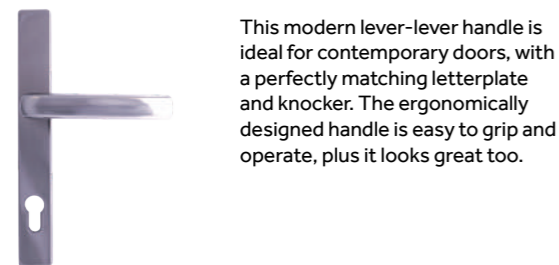 This modern lever-lever handle is
ideal for contemporary doors, with
a perfectly matching letterplate
and knocker. The ergonomically
designed handle is easy to grip and
operate, plus it looks great too.